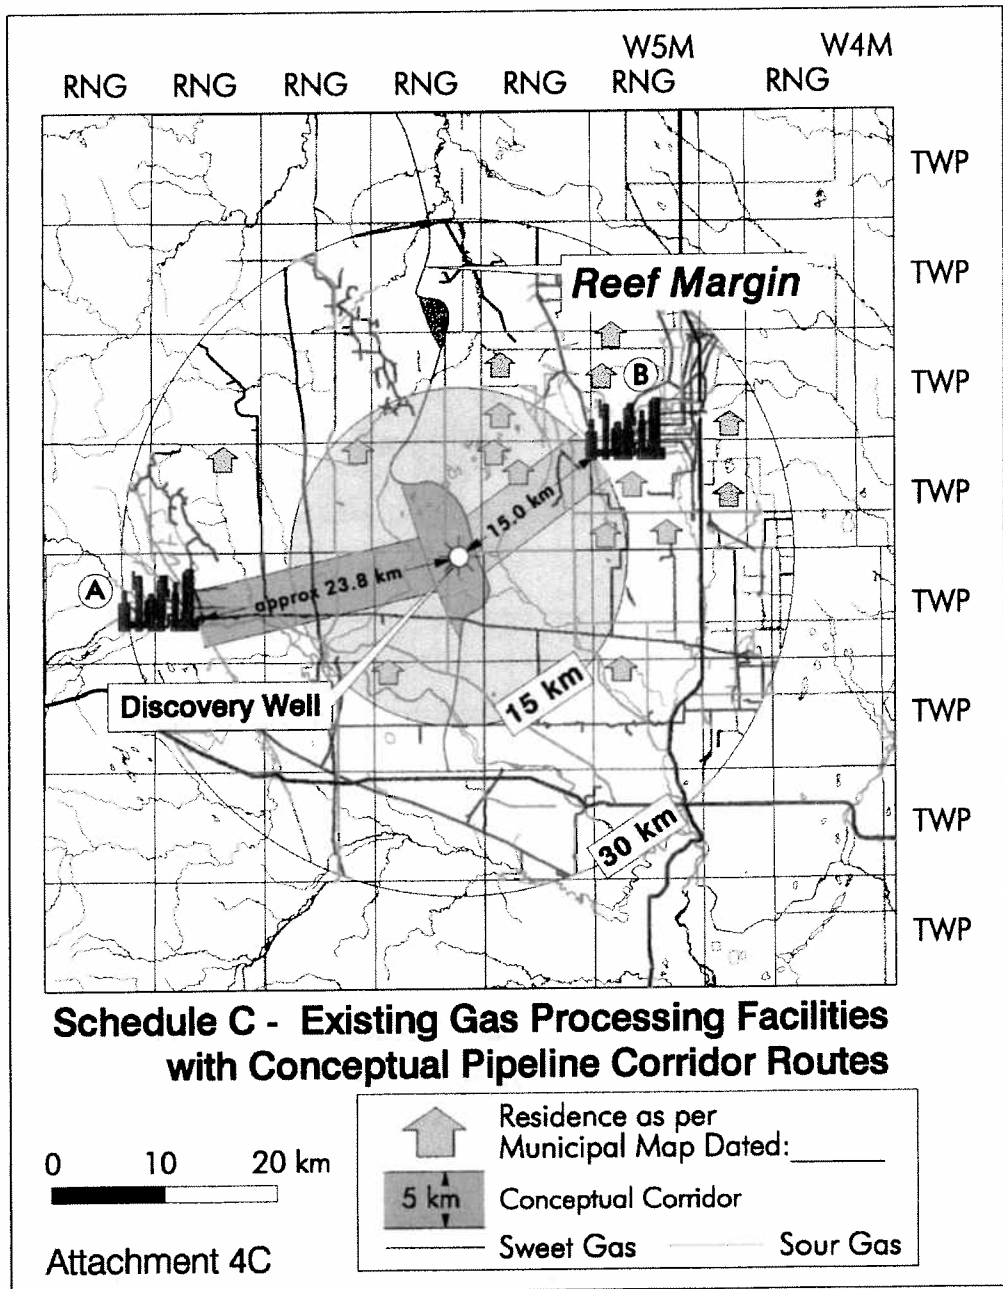 W5M W4M
RNG RNG RNG RNG RNG RNG RNG
TWP
TWP
Reef Margin
TWP
B
TWP
15.0 km
A
approx 23.8 km
TWP
Discovery Well
15 km
TWP
30 km
TWP
TWP
Schedule C - Existing Gas Processing Facilities
with Conceptual Pipeline Corridor Routes
Residence as per
Municipal Map Dated:
0 10 20 km
5 km Conceptual Corridor
Sweet Gas Sour Gas
Attachment 4C